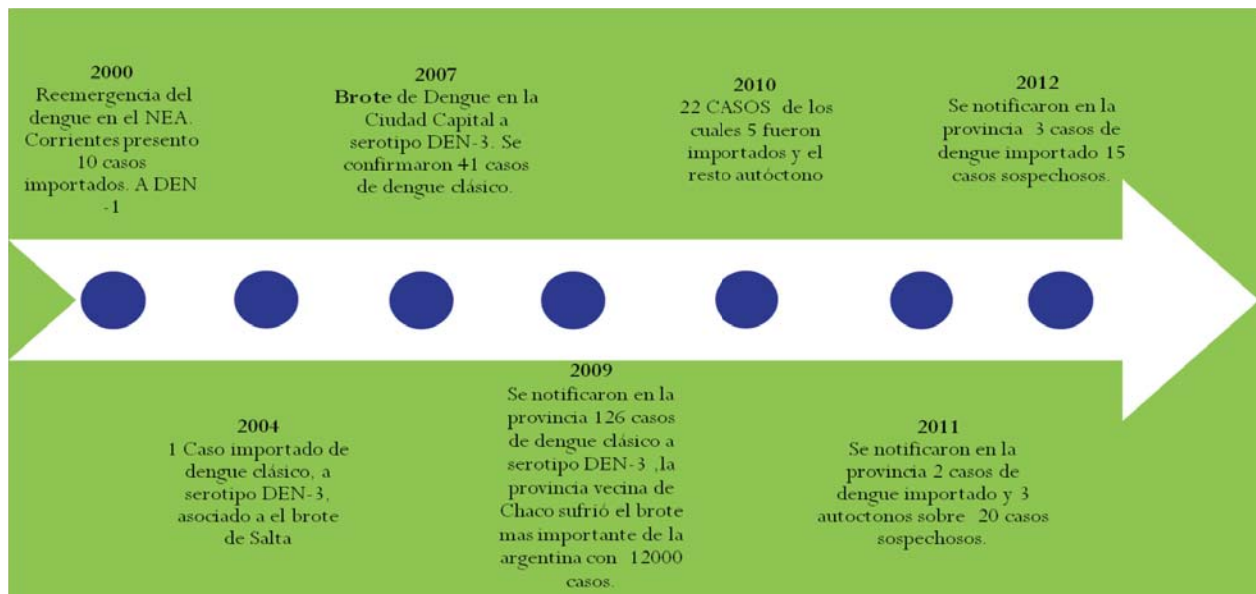 2000
Reemergencia del
dengue en el NEA.
Corrientes presento
10 casos
importados. A DEN
-1
2004
1 Caso importado de
dengue clásico, a
serotipo DEN-3,
asociado a el brote
de Salta
2007
Brote de Dengue en la
Ciudad Capital a
serotipo DEN-3. Se
confirmaron 41 casos
de dengue clásico.
2009
Se notificaron en la
provincia 126 casos
de dengue clásico a
serotipo DEN-3 ,la
provincia vecina de
Chaco sufrió el brote
mas importante de la
argentina con 12000
casos.
2010
22 CASOS de los
cuales 5 fueron
importados y el
resto autóctono
2011
Se notificaron en la
provincia 2 casos de
dengue importado y 3
autoctonos sobre 20 casos
sospechosos.
2012
Se notificaron en la
provincia 3 casos de
dengue importado 15
casos sospechosos.